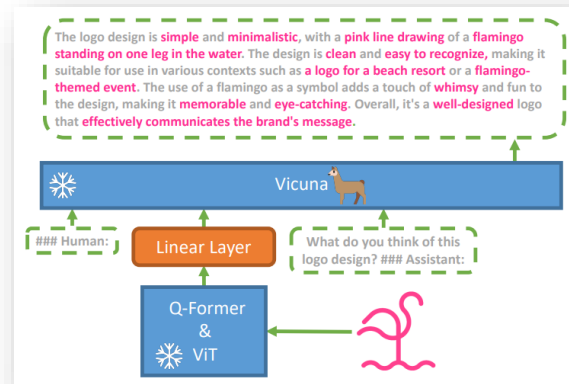 The logo design is simple and minimalistic, with a pink line drawing of a flamingo
standing on one leg in the water. The design is clean and easy to recognize, making it
suitable for use in various contexts such as a logo for a beach resort or a flamingo-
themed event. The use of a flamingo as a symbol adds a touch of whimsy and fun to
the design, making it memorable and eye-catching. Overall, it's a well-designed logo
that effectively communicates the brand's message.
Vicuna
### Human:
Linear Layer
What do you think of this
logo design? ### Assistant:
Q-Former
&
ViT